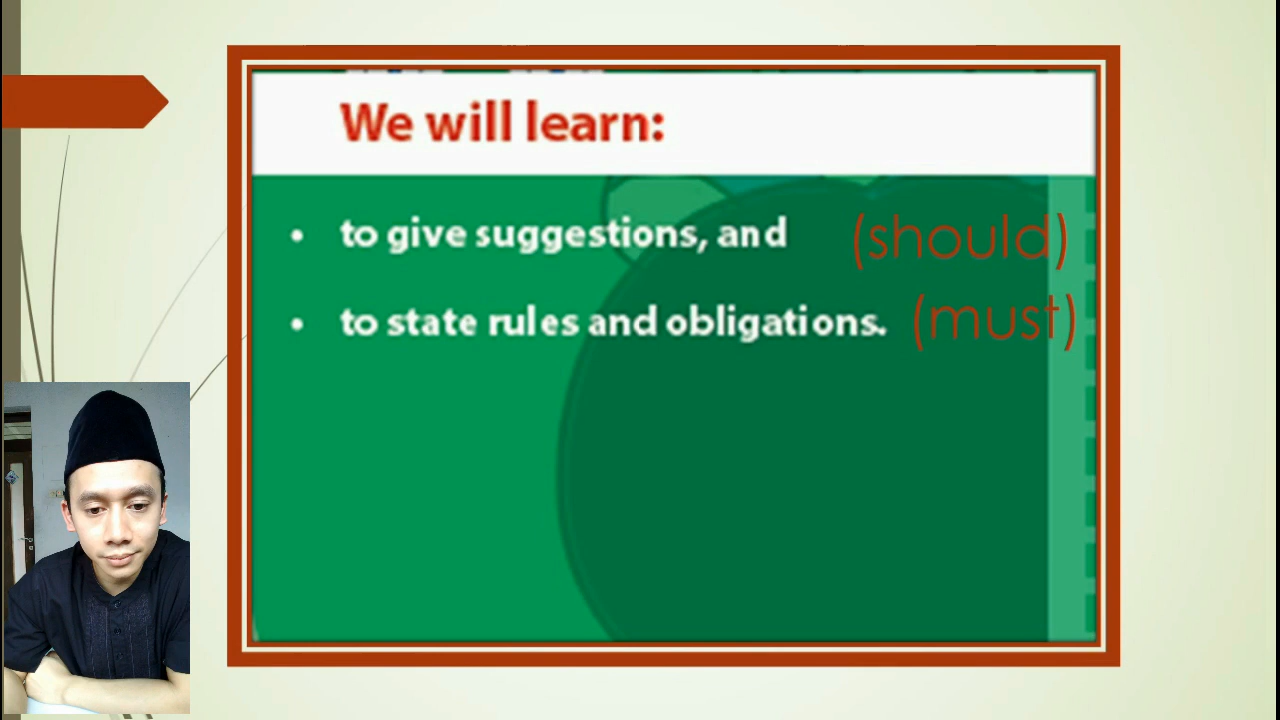 We will learn:
• to give suggestions, and (should)
• to state rules and obligations. (must)